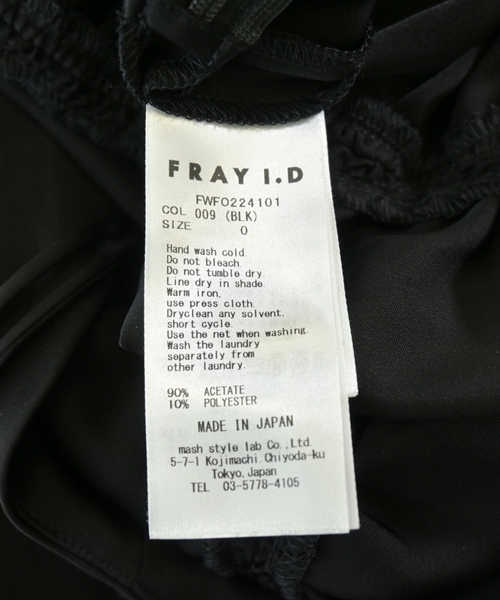 FRAY I.D
FWFO224101
COL 009 (BLK)
SIZE 0
Hand wash cold.
Do not bleach.
Do not tumble dry.
Line dry in shade
Warm iron,
use press cloth.
Dryclean any solvent.
short cycle.
Use the net when washing.
Wash the laundry
separately from
other laundry.
90% ACETATE
10% POLYESTER
MADE IN JAPAN
mash style lab Co.,Ltd.
5-7-1 Kojimachi.Chiyoda-ku
Tokyo,Japan
TEL 03-5778-4105